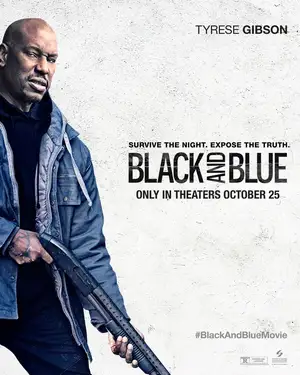 TYRESE GIBSON
SURVIVE THE NIGHT. EXPOSE THE TRUTH.
BLACK AND BLUE
ONLY IN THEATERS OCTOBER 25
#BlackAndBlueMovie